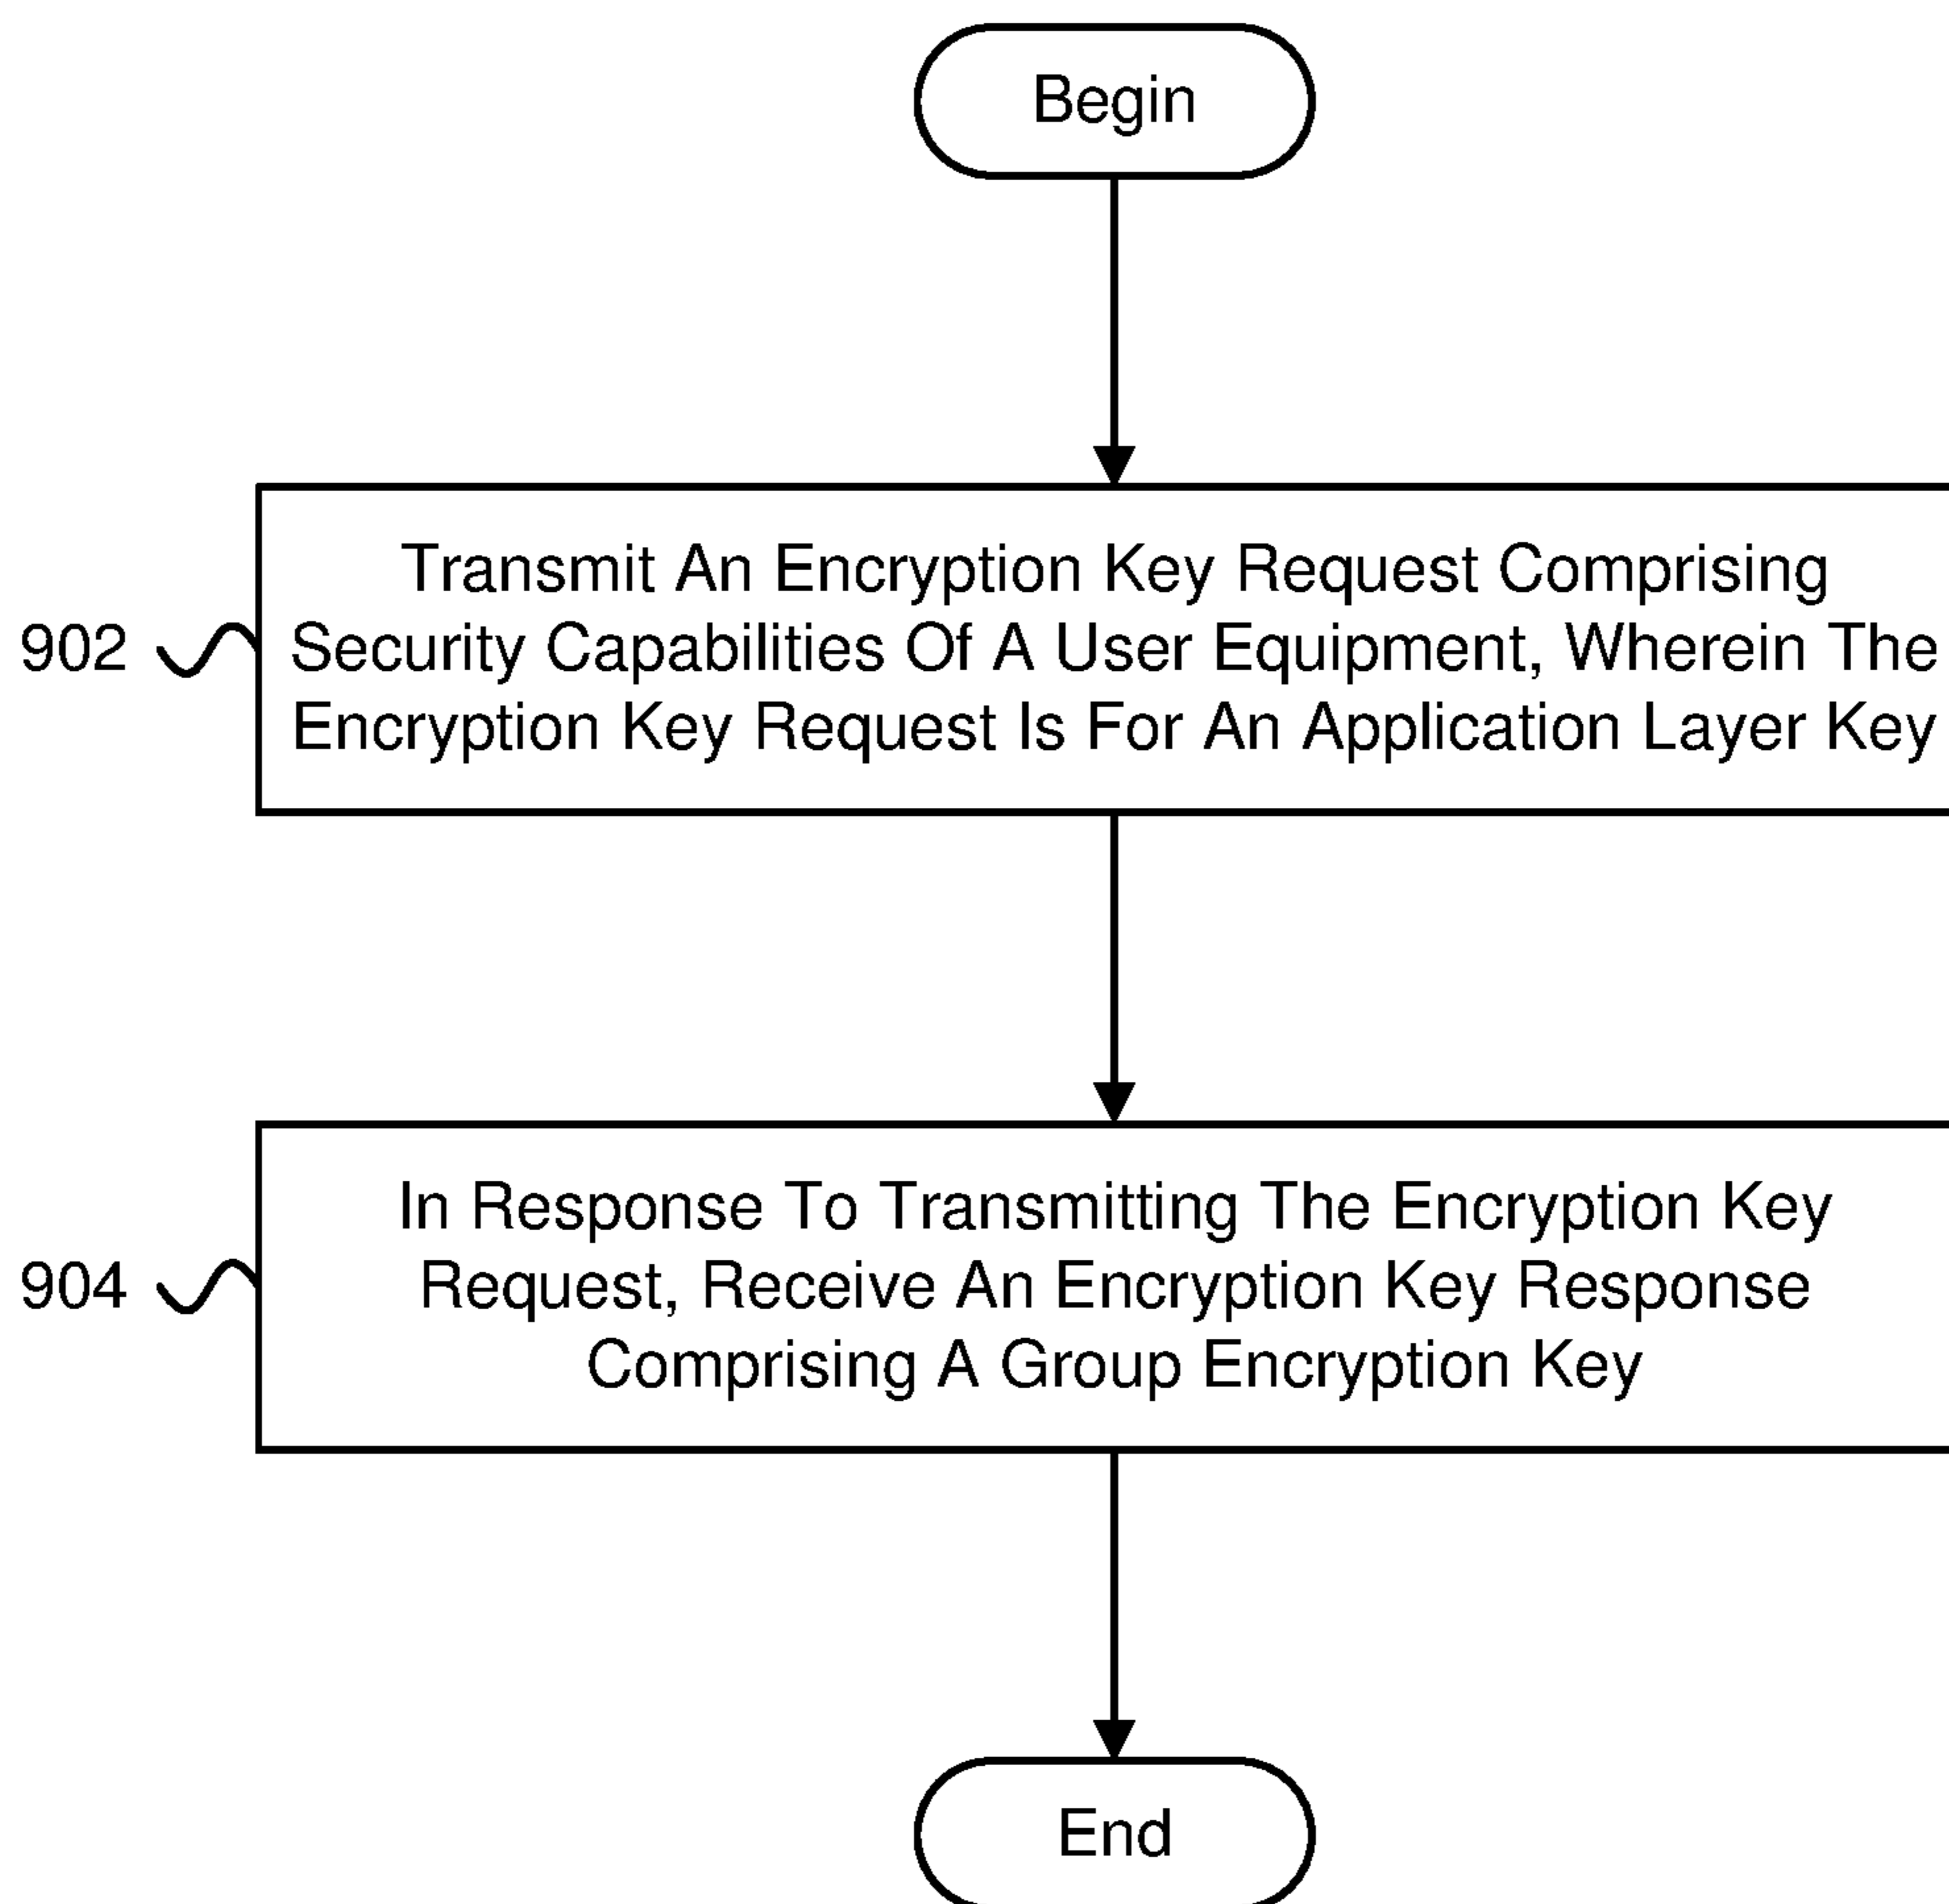 Begin
Transmit An Encryption Key Request Comprising
902 Security Capabilities Of A User Equipment, Wherein The
Encryption Key Request Is For An Application Layer Key
In Response To Transmitting The Encryption Key
904 Request, Receive An Encryption Key Response
Comprising A Group Encryption Key
End